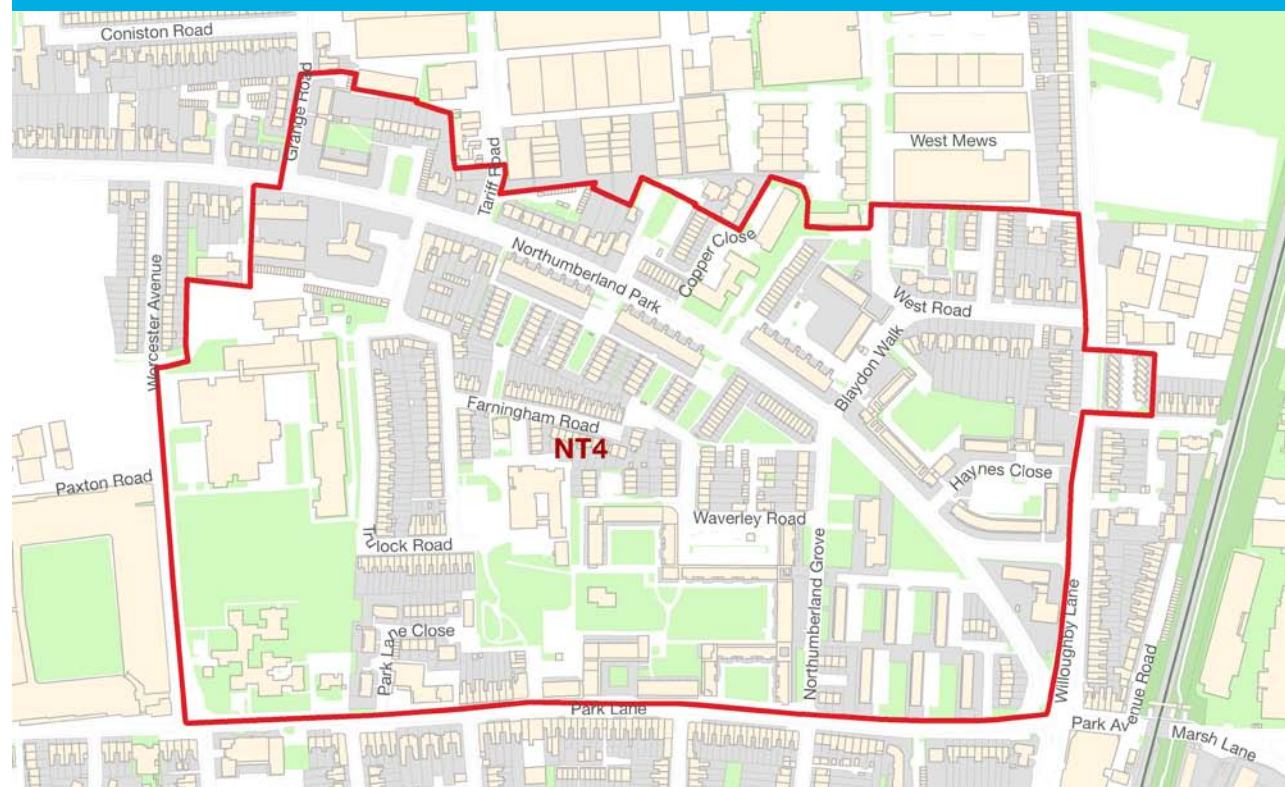 Coniston Road
Grange Road
Tariff Road
West Mews
Worcester Avenue
Northumberland Park
Copper Close
West Road
Blaydon Walk
Farningham Road
NT4
Paxton Road
Haynes Close
Waverley Road
Trulock Road
Northumberland Grove
Park Lane Close
Willoughby Lane
Park Lane
Park Av
enue Road
Marsh Lane